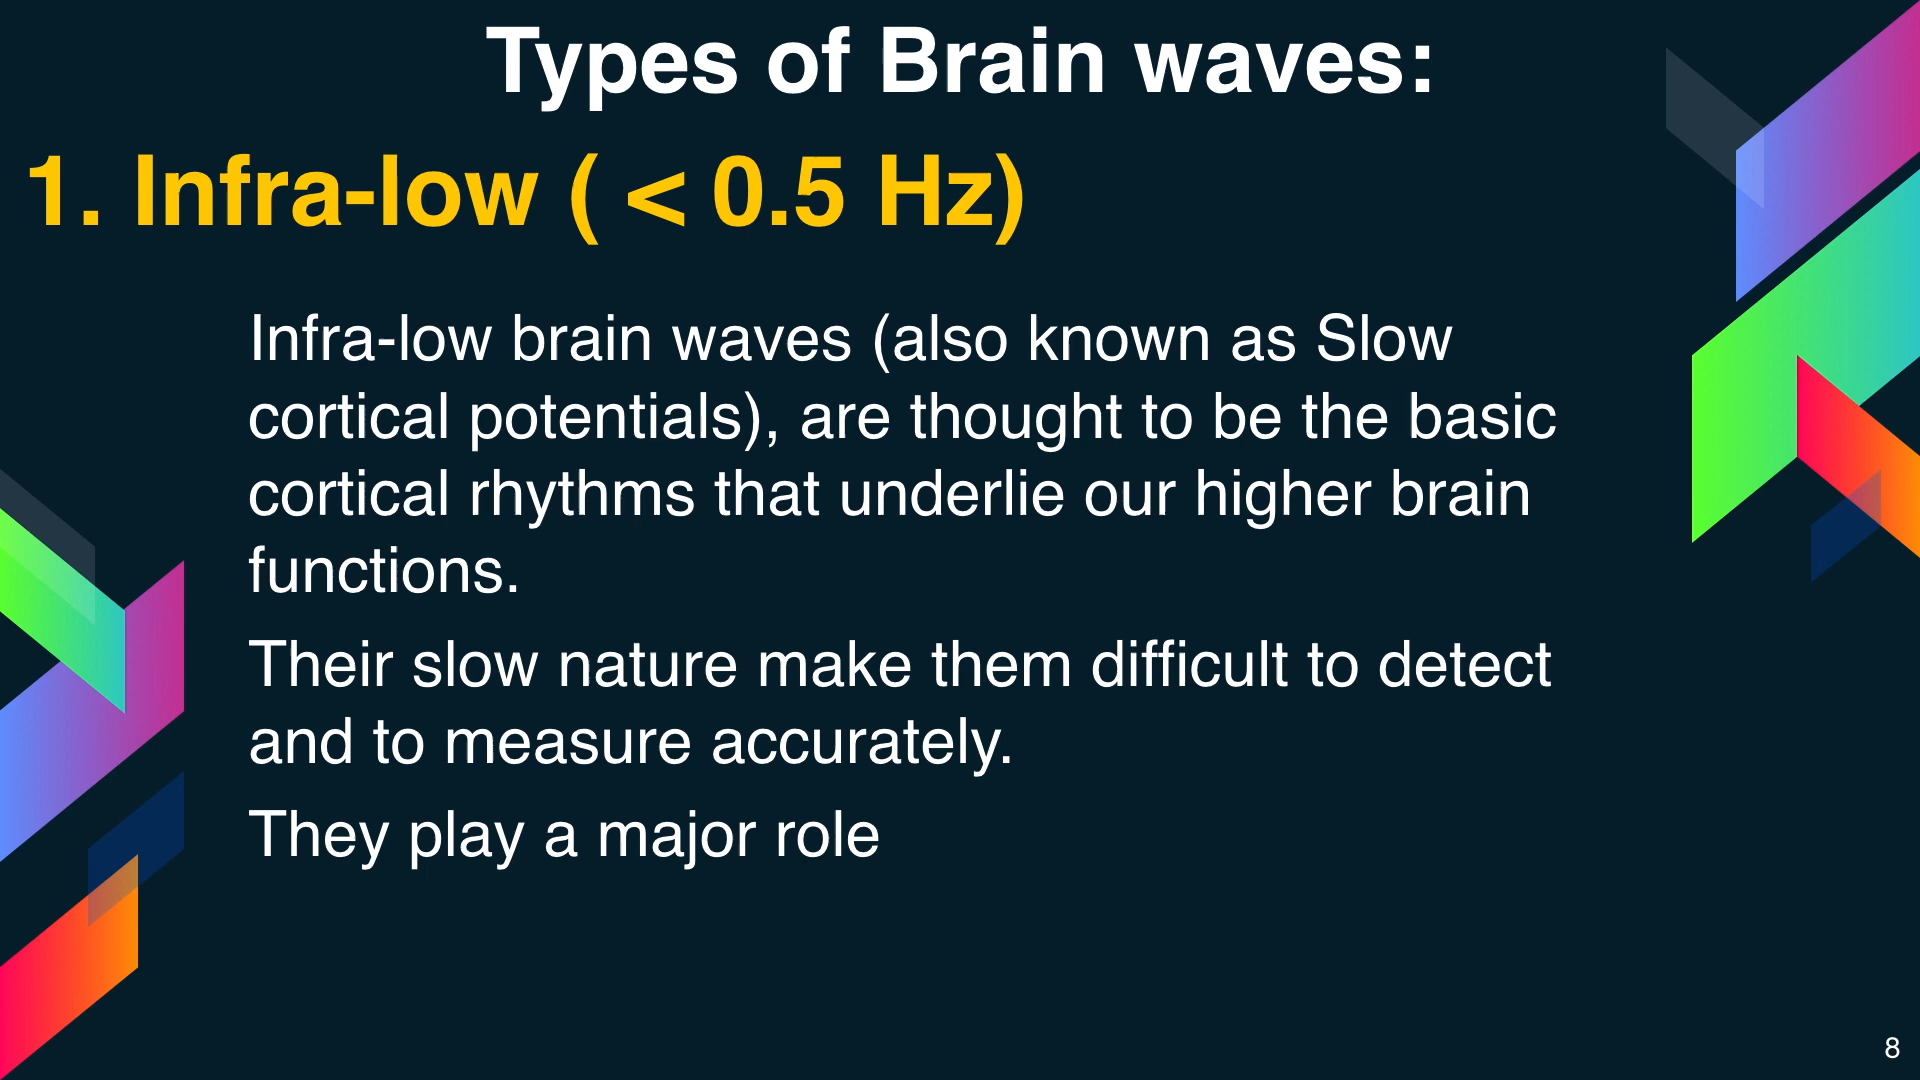 Types of Brain waves:
1. Infra-low ( < 0.5 Hz)
Infra-low brain waves (also known as Slow
cortical potentials), are thought to be the basic
cortical rhythms that underlie our higher brain
functions.
Their slow nature make them difficult to detect
and to measure accurately.
They play a major role
8